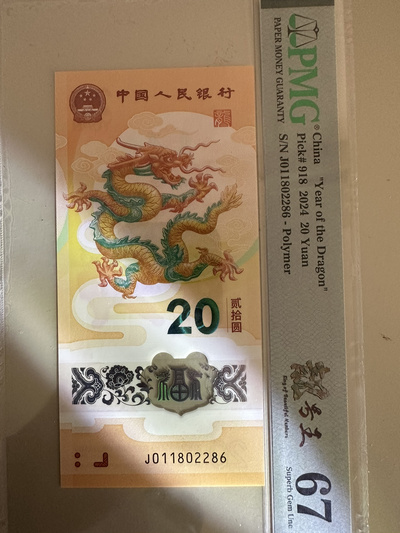 中国人民银行
20
贰拾圆
福
J011802286
PMG®
PAPER MONEY GUARANTY
China "Year of the Dragon"
Pick# 918 2024 20 Yuan
S/N J011802286 - Polymer
67
Superb Gem Unc